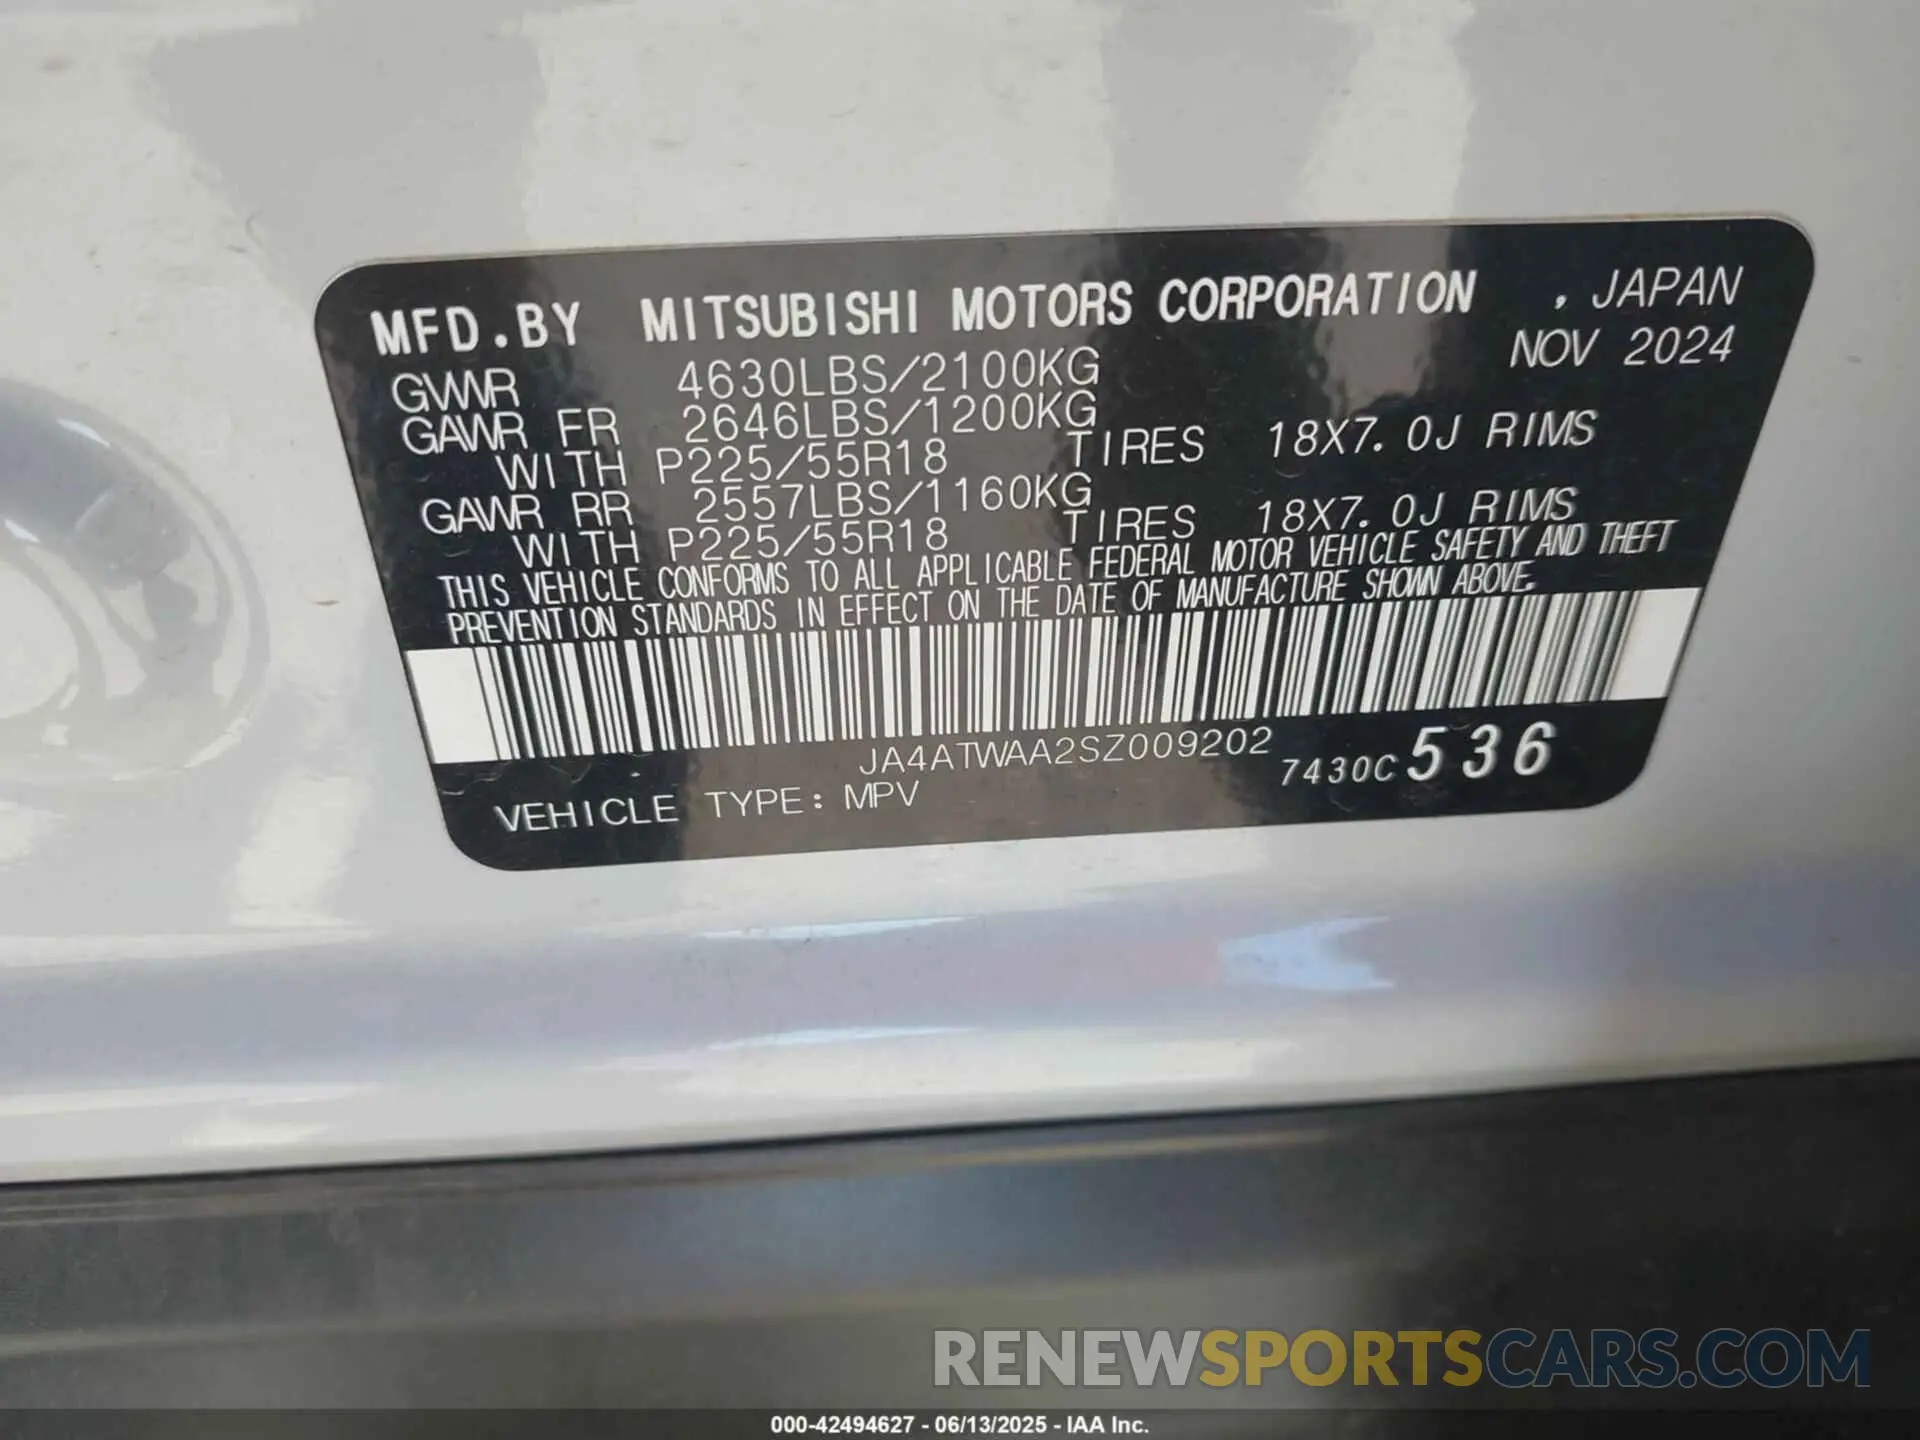 MFD.BY MITSUBISHI MOTORS CORPORATION , JAPAN
NOV 2024
GVWR 4630LBS/2100KG
GAWR FR 2646LBS/1200KG
WITH P225/55R18 TIRES 18X7.0J RIMS
GAWR RR 2557LBS/1160KG
WITH P225/55R18 TIRES 18X7.0J RIMS
THIS VEHICLE CONFORMS TO ALL APPLICABLE FEDERAL MOTOR VEHICLE SAFETY AND THEFT
PREVENTION STANDARDS IN EFFECT ON THE DATE OF MANUFACTURE SHOWN ABOVE.
JA4ATWAA2SZ009202 7430C 536
VEHICLE TYPE: MPV
RENEWSPORTSCARS.COM
000-42494627 - 06/13/2025 - IAA Inc.